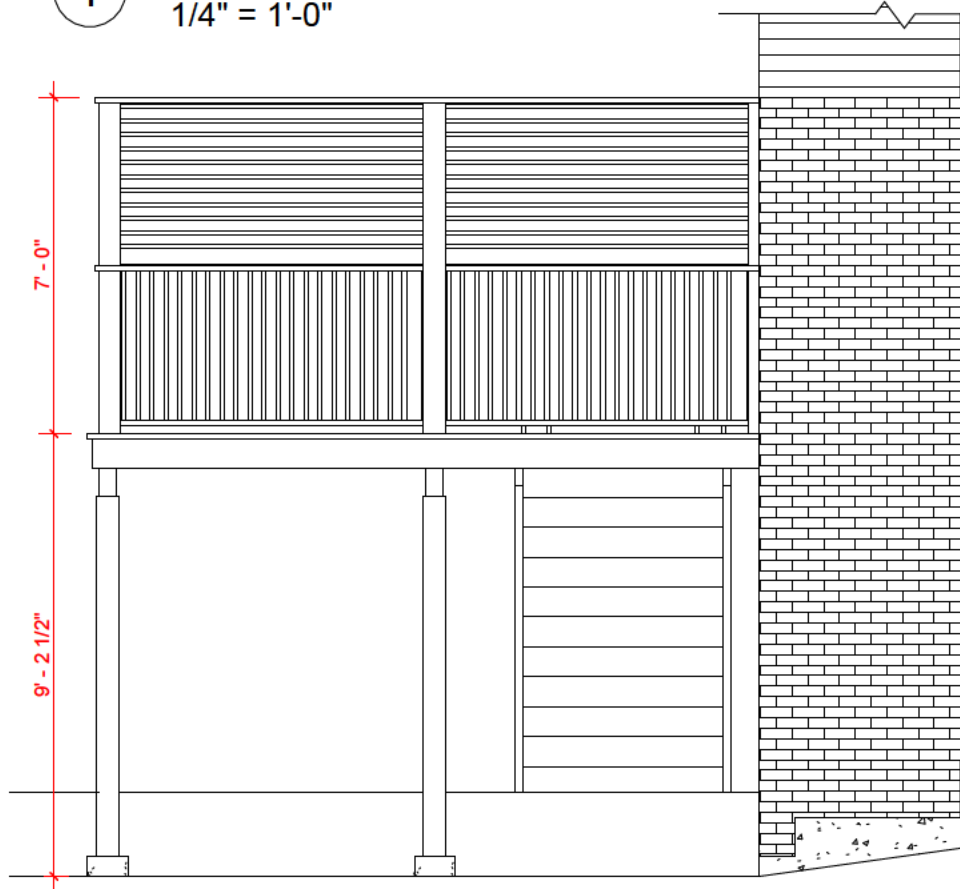 1/4" = 1'-0"
7' - 0"
9' - 2 1/2"